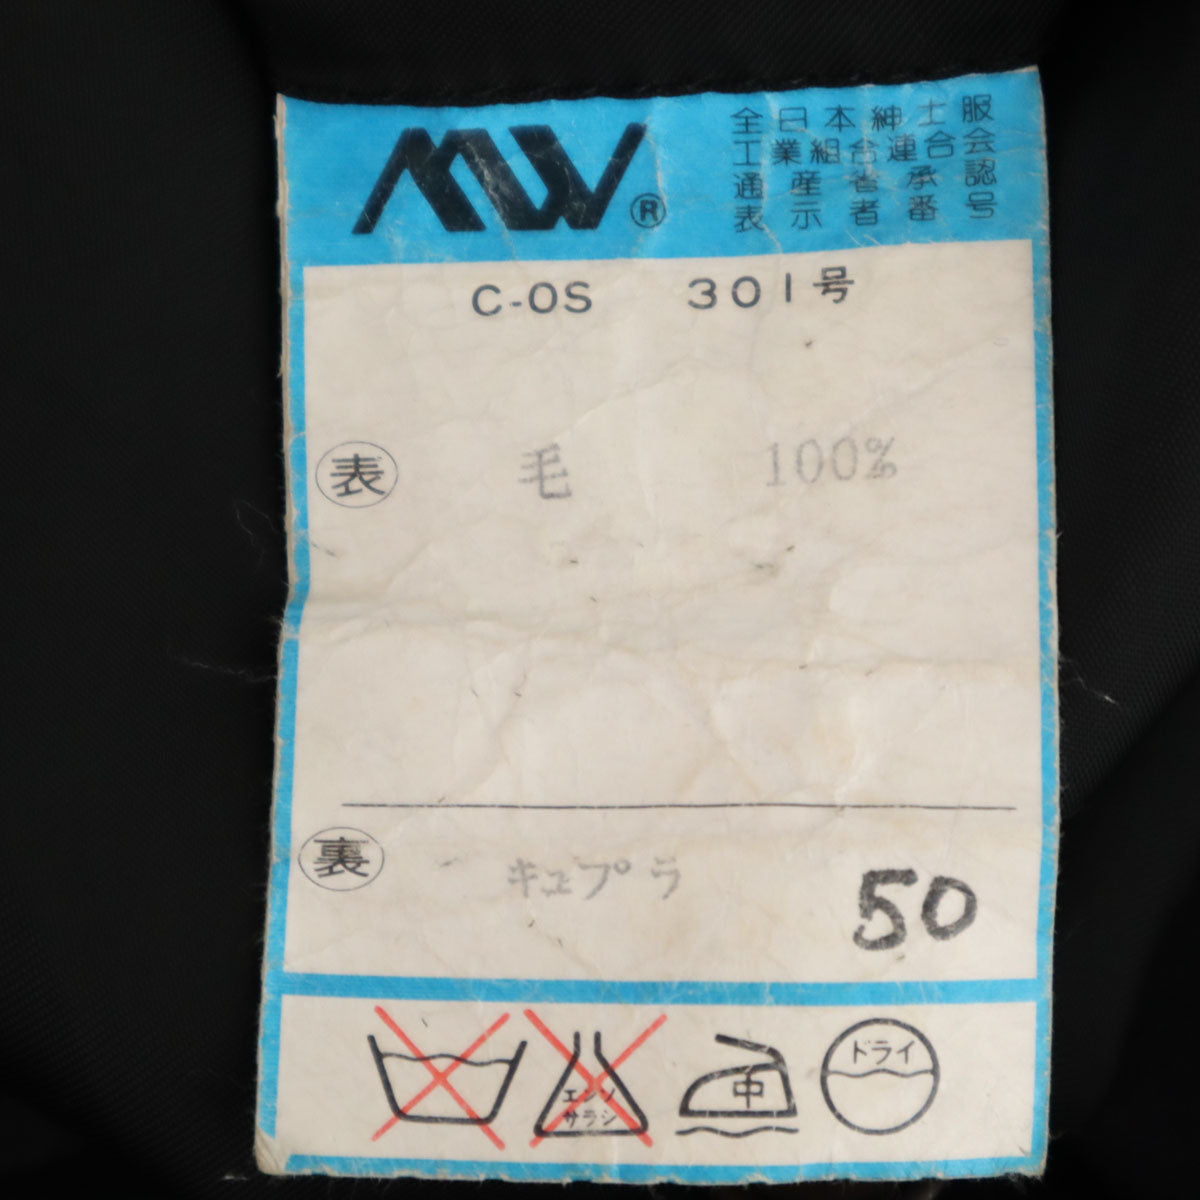 MW®
全日本紳士服
工業組合連合会
通産省承認
表示者番号
C-OS 301号
表 毛 100%
裏 キュプラ
50
エンソ
サラシ
中
ドライ